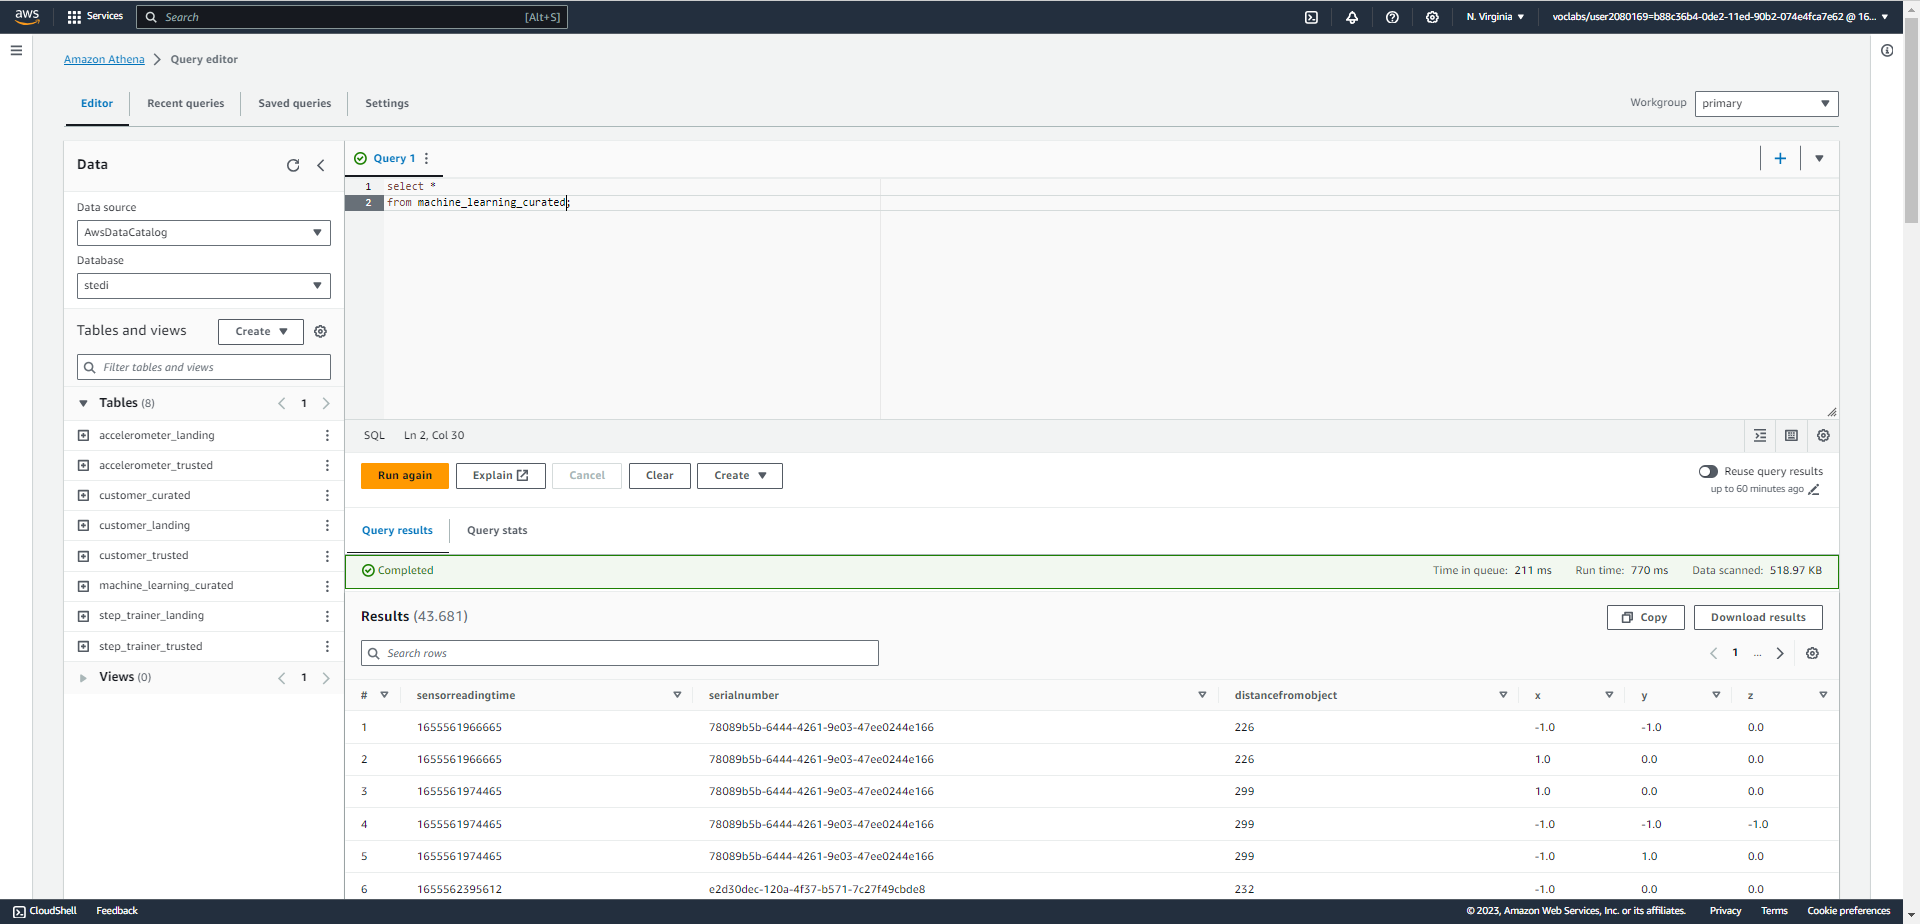 aws Services Search [Alt+S] N. Virginia voclabs/user2080169=b88c36b4-0de2-11ed-90b2-074e4fca7e62 @ 16...
Amazon Athena Query editor
Editor Recent queries Saved queries Settings Workgroup primary
Data
Data source
AwsDataCatalog
Database
stedi
Tables and views Create
Filter tables and views
Tables (8) 1
accelerometer_landing
accelerometer_trusted
customer_curated
customer_landing
customer_trusted
machine_learning_curated
step_trainer_landing
step_trainer_trusted
Views (0) 1
Query 1
1 select *
2 from machine_learning_curated;
SQL Ln 2, Col 30
Run again Explain Cancel Clear Create Reuse query results
up to 60 minutes ago
Query results Query stats
Completed Time in queue: 211 ms Run time: 770 ms Data scanned: 518.97 KB
Results (43.681) Copy Download results
Search rows 1 ...
# sensorreadingtime serialnumber distancefromobject x y z
1 1655561966665 78089b5b-6444-4261-9e03-47ee0244e166 226 -1.0 -1.0 0.0
2 1655561966665 78089b5b-6444-4261-9e03-47ee0244e166 226 1.0 0.0 0.0
3 1655561974465 78089b5b-6444-4261-9e03-47ee0244e166 299 1.0 0.0 0.0
4 1655561974465 78089b5b-6444-4261-9e03-47ee0244e166 299 -1.0 -1.0 -1.0
5 1655561974465 78089b5b-6444-4261-9e03-47ee0244e166 299 -1.0 1.0 0.0
6 1655562395612 e2d30dec-120a-4f37-b571-7c27f49cbde8 232 -1.0 0.0 0.0
CloudShell Feedback © 2023, Amazon Web Services, Inc. or its affiliates. Privacy Terms Cookie preferences